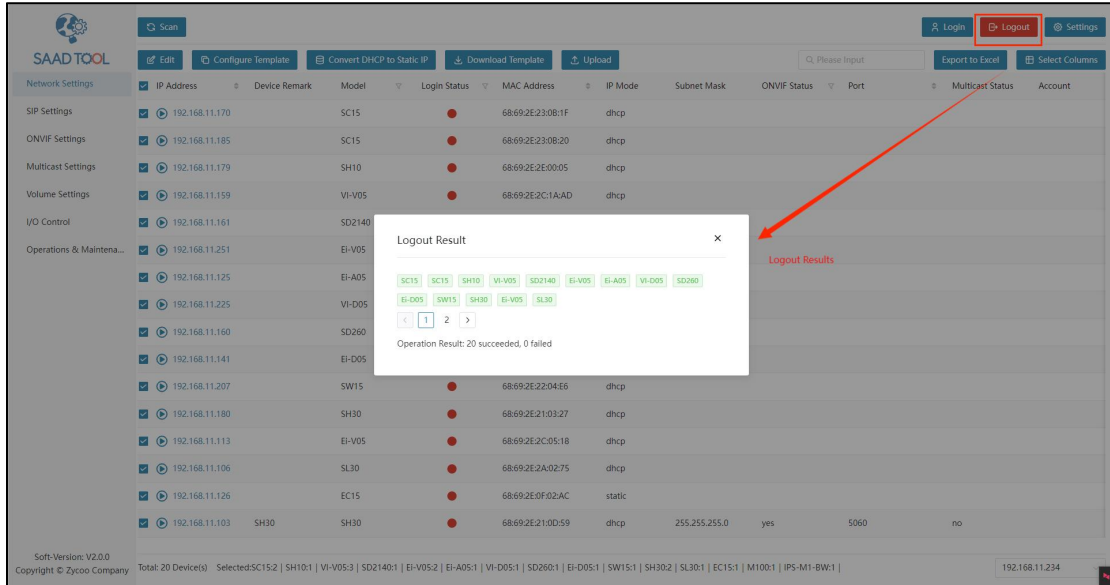 Scan
Login
Logout
Settings
SAAD TOOL
Edit
Configure Template
Convert DHCP to Static IP
Download Template
Upload
Please Input
Export to Excel
Select Columns
Network Settings
SIP Settings
ONVIF Settings
Multicast Settings
Volume Settings
I/O Control
Operations & Maintena...
IP Address Device Remark Model Login Status MAC Address IP Mode Subnet Mask ONVIF Status Port Multicast Status Account
192.168.11.170 SC15 68:69:2E:23:0B:1F dhcp
192.168.11.185 SC15 68:69:2E:23:0B:20 dhcp
192.168.11.179 SH10 68:69:2E:2E:00:05 dhcp
192.168.11.159 VI-V05 68:69:2E:2C:1A:AD dhcp
192.168.11.161 SD2140
192.168.11.251 Ei-V05
192.168.11.125 Ei-A05
192.168.11.225 VI-D05
192.168.11.160 SD260
192.168.11.141 Ei-D05
192.168.11.207 SW15 68:69:2E:22:04:E6 dhcp
192.168.11.180 SH30 68:69:2E:21:03:27 dhcp
192.168.11.113 Ei-V05 68:69:2E:2C:05:18 dhcp
192.168.11.106 SL30 68:69:2E:2A:02:75 dhcp
192.168.11.126 EC15 68:69:2E:0F:02:AC static
192.168.11.103 SH30 SH30 68:69:2E:21:0D:59 dhcp 255.255.255.0 yes 5060 no
Logout Result
SC15 SC15 SH10 VI-V05 SD2140 Ei-V05 Ei-A05 VI-D05 SD260
Ei-D05 SW15 SH30 Ei-V05 SL30
1 2
Operation Result: 20 succeeded, 0 failed
Logout Results
Soft-Version: V2.0.0
Copyright © Zycoo Company
Total: 20 Device(s) Selected:SC15:2 | SH10:1 | VI-V05:3 | SD2140:1 | Ei-V05:2 | Ei-A05:1 | VI-D05:1 | SD260:1 | Ei-D05:1 | SW15:1 | SH30:2 | SL30:1 | EC15:1 | M100:1 | IPS-M1-BW:1 |
192.168.11.234